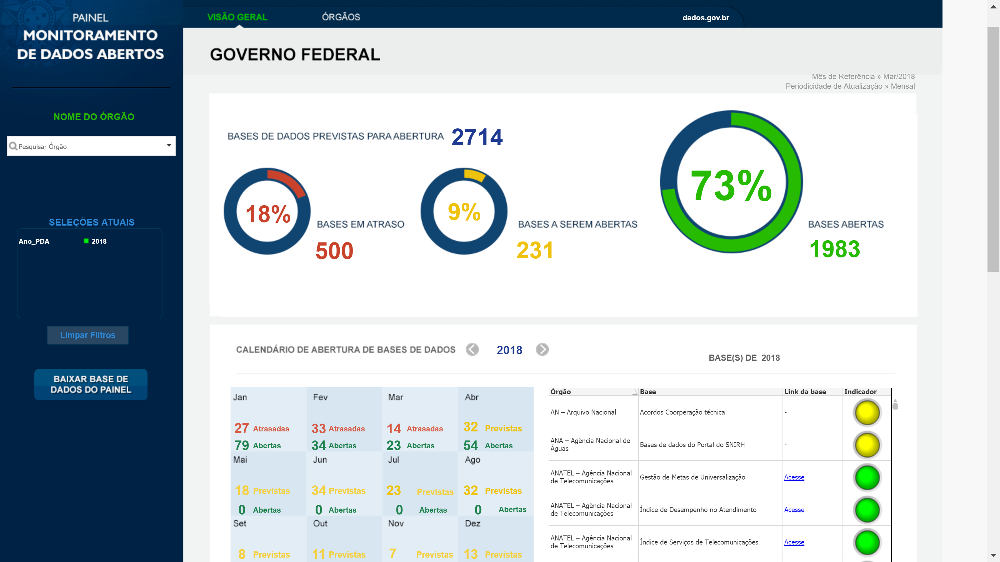 PAINEL
MONITORAMENTO
DE DADOS ABERTOS
NOME DO ÓRGÃO
Pesquisar Órgão
SELEÇÕES ATUAIS
Ano_PDA 2018
Limpar Filtros
BAIXAR BASE DE
DADOS DO PAINEL
VISÃO GERAL ÓRGÃOS dados.gov.br
GOVERNO FEDERAL
Mês de Referência » Mar/2018
Periodicidade de Atualização » Mensal
BASES DE DADOS PREVISTAS PARA ABERTURA 2714
18%
BASES EM ATRASO
500
9%
BASES A SEREM ABERTAS
231
73%
BASES ABERTAS
1983
CALENDÁRIO DE ABERTURA DE BASES DE DADOS 2018
Jan Fev Mar Abr
27 Atrasadas 33 Atrasadas 14 Atrasadas 32 Previstas
79 Abertas 34 Abertas 23 Abertas 54 Abertas
Mai Jun Jul Ago
18 Previstas 34 Previstas 23 Previstas 32 Previstas
0 Abertas 0 Abertas 0 Abertas 0 Abertas
Set Out Nov Dez
8 Previstas 11 Previstas 7 Previstas 13 Previstas
BASE(S) DE 2018
Órgão Base Link da base Indicador
AN – Arquivo Nacional Acordos Coorperação técnica -
ANA – Agência Nacional de
Águas Bases de dados do Portal do SNIRH -
ANATEL – Agência Nacional
de Telecomunicações Gestão de Metas de Universalização Acesse
ANATEL – Agência Nacional
de Telecomunicações Índice de Desempenho no Atendimento Acesse
ANATEL – Agência Nacional
de Telecomunicações Índice de Serviços de Telecomunicações Acesse